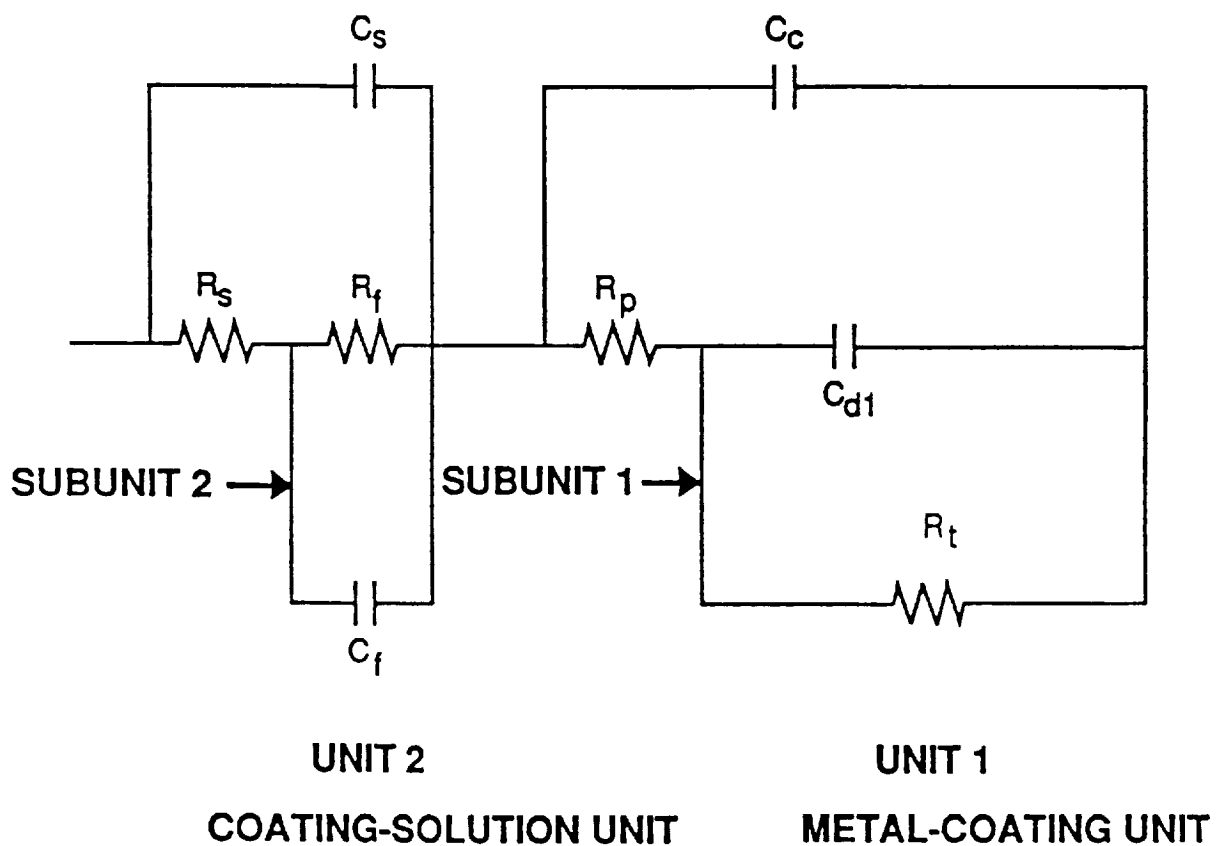 Cs
Cc
Rs
Rf
Rp
Cd1
SUBUNIT 2
SUBUNIT 1
Rt
Cf
UNIT 2
UNIT 1
COATING-SOLUTION UNIT
METAL-COATING UNIT